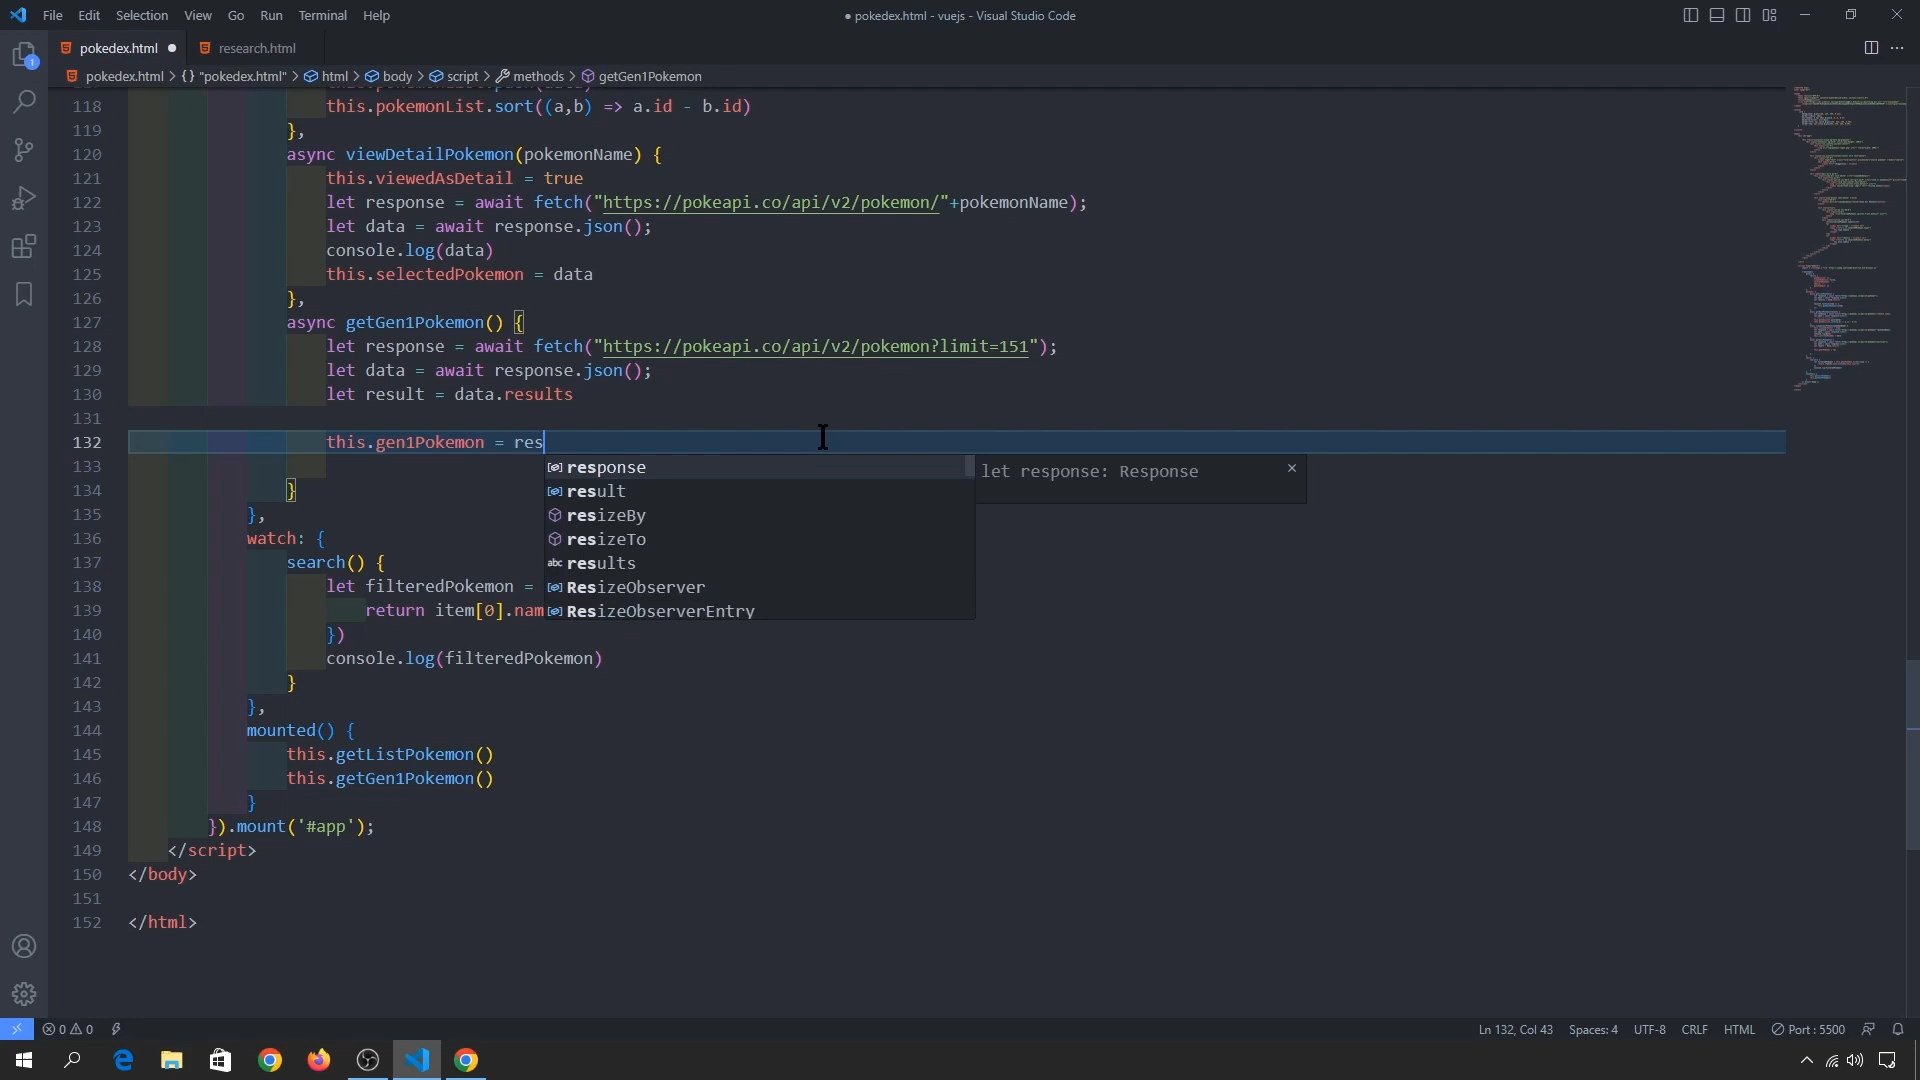 File Edit Selection View Go Run Terminal Help
● pokedex.html - vuejs - Visual Studio Code
pokedex.html ● research.html
1
pokedex.html > {} "pokedex.html" > html > body > script > methods > getGen1Pokemon
118 this.pokemonList.sort((a,b) => a.id - b.id)
119 },
120 async viewDetailPokemon(pokemonName) {
121 this.viewedAsDetail = true
122 let response = await fetch("https://pokeapi.co/api/v2/pokemon/"+pokemonName);
123 let data = await response.json();
124 console.log(data)
125 this.selectedPokemon = data
126 },
127 async getGen1Pokemon() {
128 let response = await fetch("https://pokeapi.co/api/v2/pokemon?limit=151");
129 let data = await response.json();
130 let result = data.results
131
132 this.gen1Pokemon = res
133
response
let response: Response
result
resizeBy
resizeTo
results
ResizeObserver
ResizeObserverEntry
134 }
135 },
136 watch: {
137 search() {
138 let filteredPokemon =
139 return item[0].nam
140 })
141 console.log(filteredPokemon)
142 }
143 },
144 mounted() {
145 this.getListPokemon()
146 this.getGen1Pokemon()
147 }
148 }).mount('#app');
149 </script>
150 </body>
151
152 </html>
0 0
Ln 132, Col 43 Spaces: 4 UTF-8 CRLF HTML Port : 5500